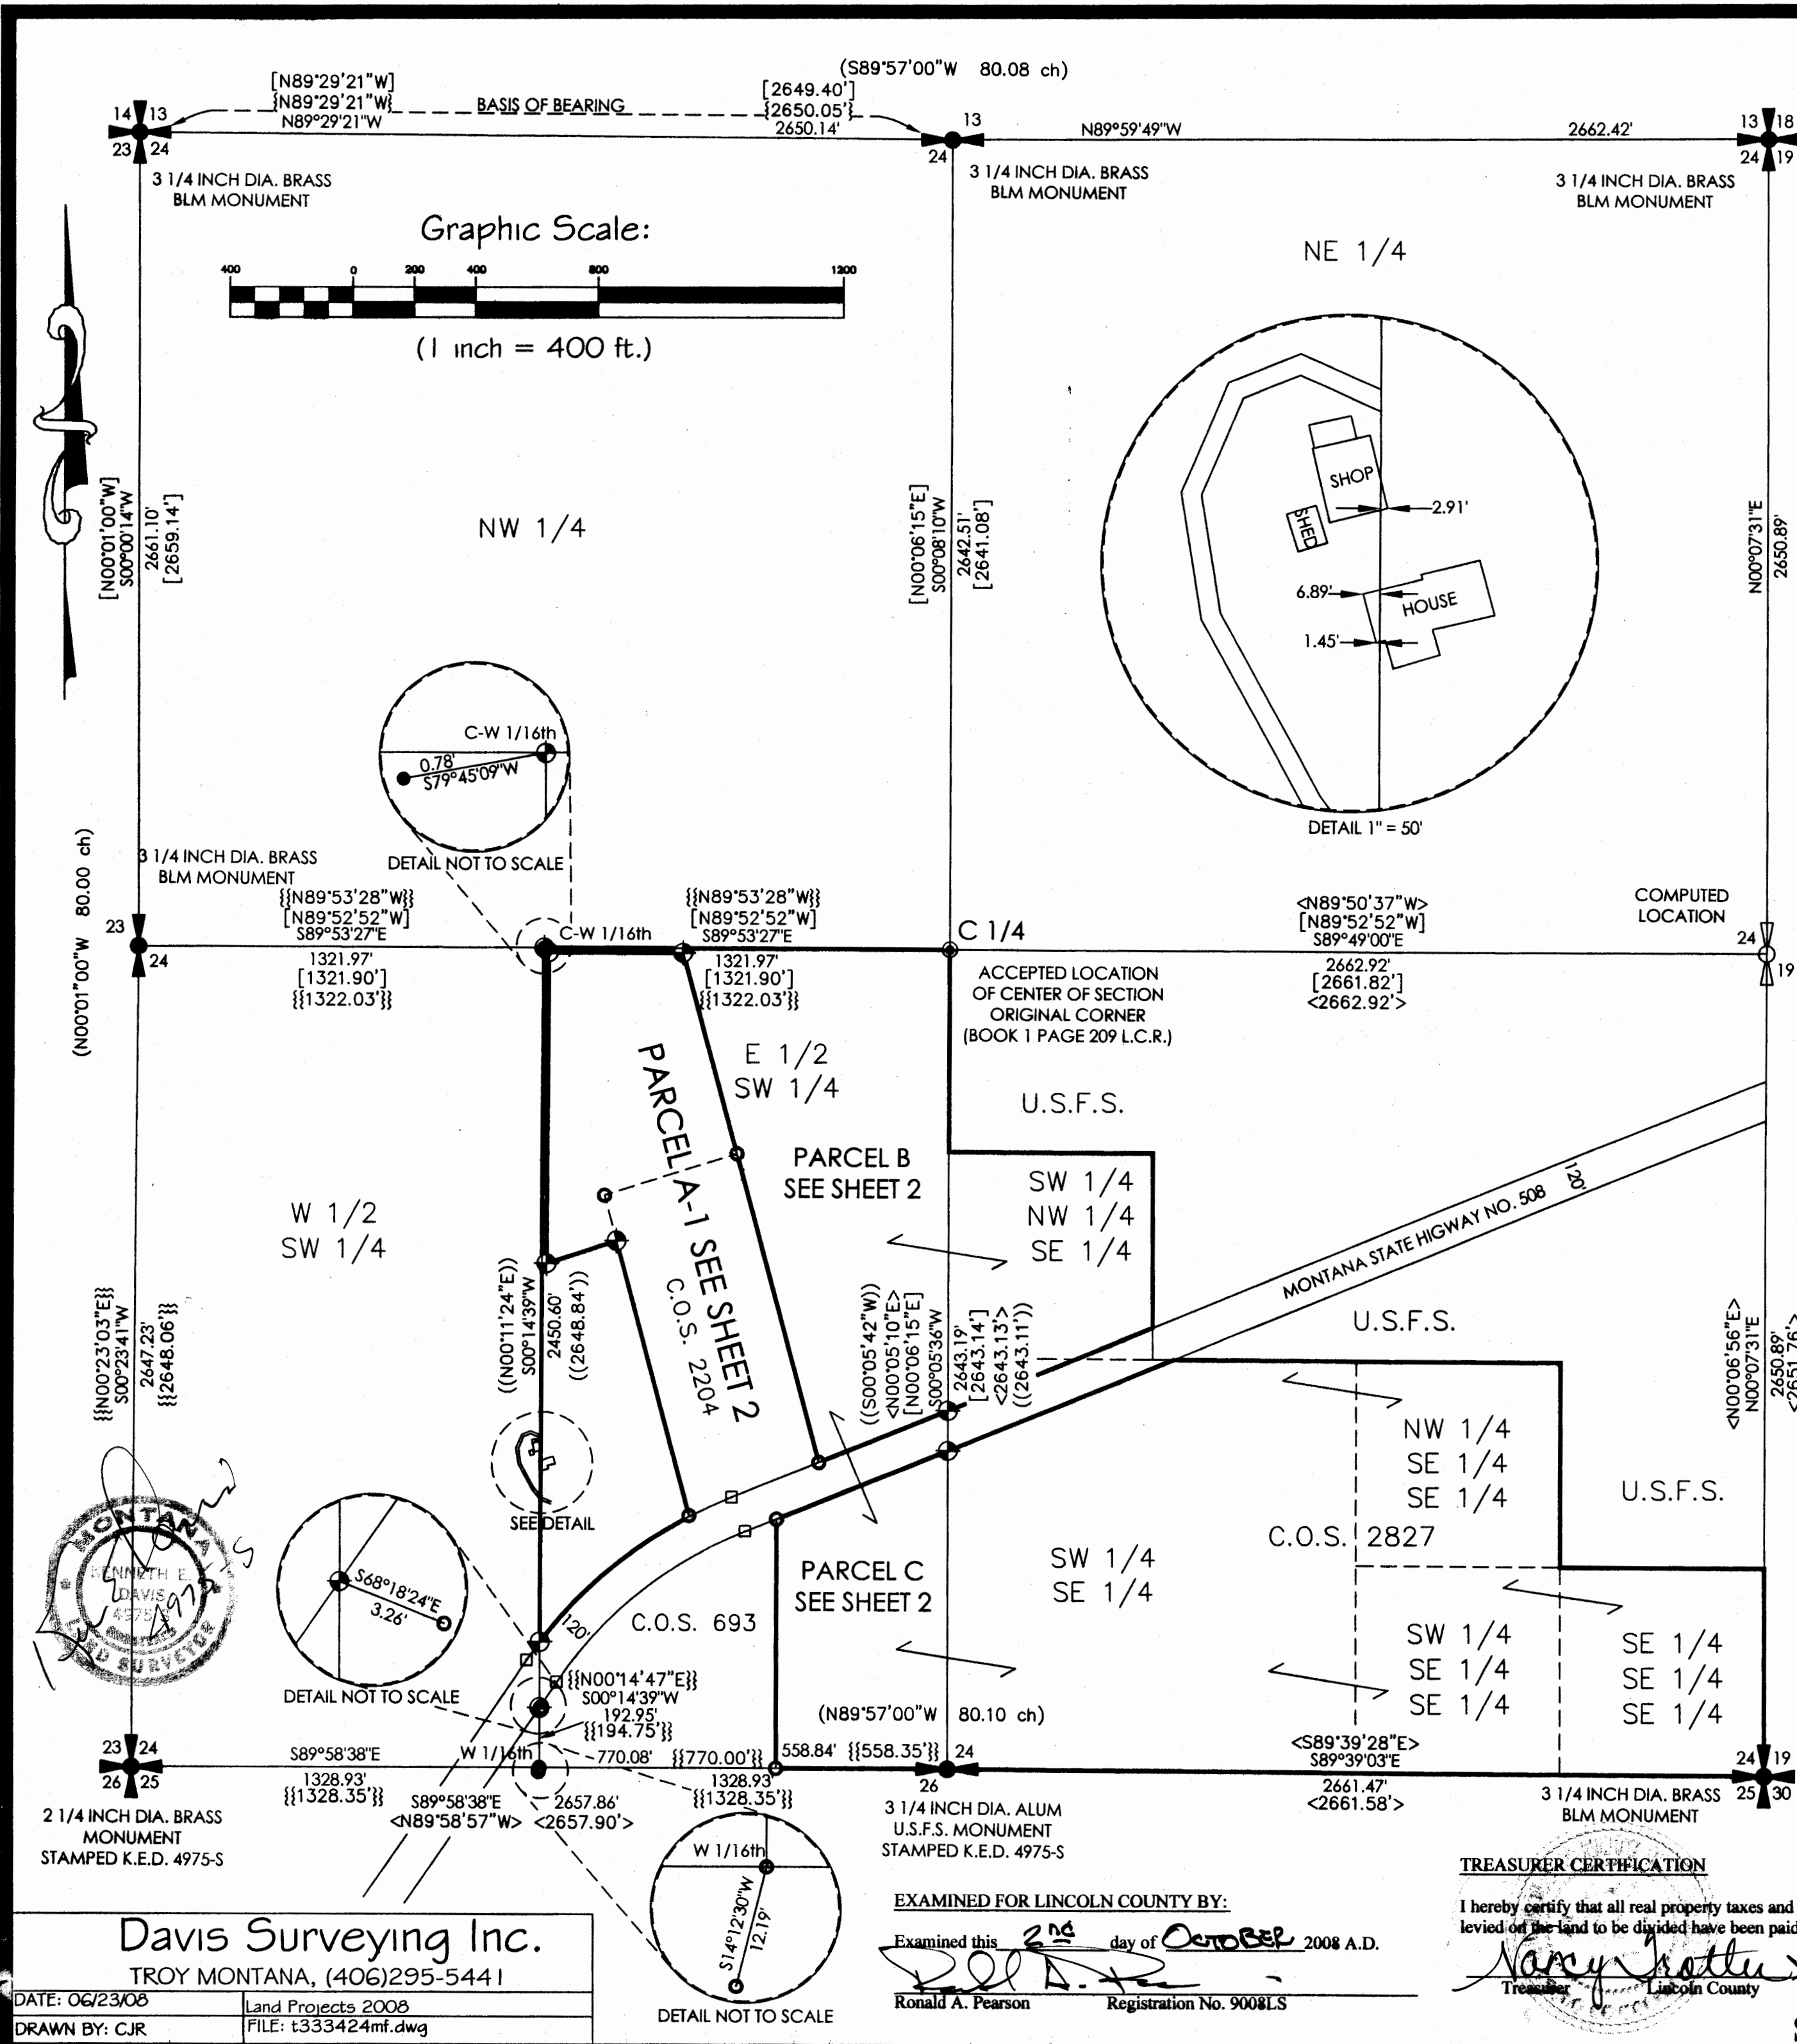 (S89°57'00"W 80.08 ch)
[N89°29'21"W]
{N89°29'21"W}
N89°29'21"W
BASIS OF BEARING
[2649.40']
{2650.05'}
2650.14'
14 13
23 24
13
24
N89°59'49"W
2662.42'
13 18
24 19
3 1/4 INCH DIA. BRASS
BLM MONUMENT
3 1/4 INCH DIA. BRASS
BLM MONUMENT
3 1/4 INCH DIA. BRASS
BLM MONUMENT
Graphic Scale:
400 0 200 400 800 1200
(1 inch = 400 ft.)
NE 1/4
SHOP
2.91'
SHED
6.89'
HOUSE
1.45'
DETAIL 1" = 50'
[N00°01'00"W]
S00°00'14"W
2661.10'
[2659.14']
NW 1/4
[N00°06'15"E]
S00°08'10"W
2642.51'
[2641.08']
N00°07'31"E
2650.89'
C-W 1/16th
0.78'
S79°45'09"W
DETAIL NOT TO SCALE
(N00°01'00"W 80.00 ch)
3 1/4 INCH DIA. BRASS
BLM MONUMENT
23
24
{{N89°53'28"W}}
[N89°52'52"W]
S89°53'27"E
1321.97'
[1321.90']
{{1322.03'}}
C-W 1/16th
{{N89°53'28"W}}
[N89°52'52"W]
S89°53'27"E
1321.97'
[1321.90']
{{1322.03'}}
C 1/4
ACCEPTED LOCATION
OF CENTER OF SECTION
ORIGINAL CORNER
(BOOK 1 PAGE 209 L.C.R.)
<N89°50'37"W>
[N89°52'52"W]
S89°49'00"E
2662.92'
[2661.82']
<2662.92'>
COMPUTED
LOCATION
24
19
E 1/2
SW 1/4
U.S.F.S.
PARCEL A-1 SEE SHEET 2
C.O.S. 2204
PARCEL B
SEE SHEET 2
SW 1/4
NW 1/4
SE 1/4
W 1/2
SW 1/4
MONTANA STATE HIGWAY NO. 508
120'
{{N00°23'03"E}}
S00°23'41"W
2647.23'
{{2648.06'}}
((N00°11'24"E))
S00°14'39"W
2450.60'
((2648.84'))
((S00°05'42"W))
<N00°05'10"E>
[N00°06'15"E]
S00°05'36"W
2643.19'
[2643.14']
<2643.13'>
((2643.11'))
U.S.F.S.
<N00°06'56"E>
N00°07'31"E
2650.89'
<2651.76'>
NW 1/4
SE 1/4
SE 1/4
U.S.F.S.
C.O.S. 2827
SEE DETAIL
MONTANA
KENNETH E.
DAVIS
4975-S
LAND SURVEYOR
4975-S
S68°18'24"E
3.26'
DETAIL NOT TO SCALE
120'
C.O.S. 693
PARCEL C
SEE SHEET 2
SW 1/4
SE 1/4
SW 1/4
SE 1/4
SE 1/4
SE 1/4
SE 1/4
SE 1/4
{{N00°14'47"E}}
S00°14'39"W
192.95'
{{194.75'}}
(N89°57'00"W 80.10 ch)
23 24
26 25
S89°58'38"E
1328.93'
{{1328.35'}}
W 1/16th
770.08' {{770.00'}}
558.84' {{558.35'}}
24
26
1328.93'
{{1328.35'}}
S89°58'38"E
<N89°58'57"W>
2657.86'
<2657.90'>
<S89°39'28"E>
S89°39'03"E
2661.47'
<2661.58'>
24 19
25 30
2 1/4 INCH DIA. BRASS
MONUMENT
STAMPED K.E.D. 4975-S
3 1/4 INCH DIA. ALUM
U.S.F.S. MONUMENT
STAMPED K.E.D. 4975-S
3 1/4 INCH DIA. BRASS
BLM MONUMENT
W 1/16th
S14°12'30"W
12.19'
DETAIL NOT TO SCALE
Davis Surveying Inc.
TROY MONTANA, (406)295-5441
DATE: 06/23/08
Land Projects 2008
DRAWN BY: CJR
FILE: t333424mf.dwg
EXAMINED FOR LINCOLN COUNTY BY:
Examined this 2nd day of OCTOBER 2008 A.D.
Ronald A. Pearson Registration No. 9008LS
TREASURER CERTIFICATION
I hereby certify that all real property taxes and
levied on the land to be divided have been paid
Nancy Trotter
Treasurer Lincoln County